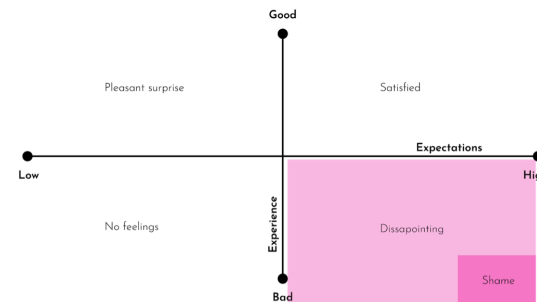 Good
Pleasant surprise
Satisfied
Expectations
Low
Hig
No feelings
Experience
Dissapointing
Shame
Bad